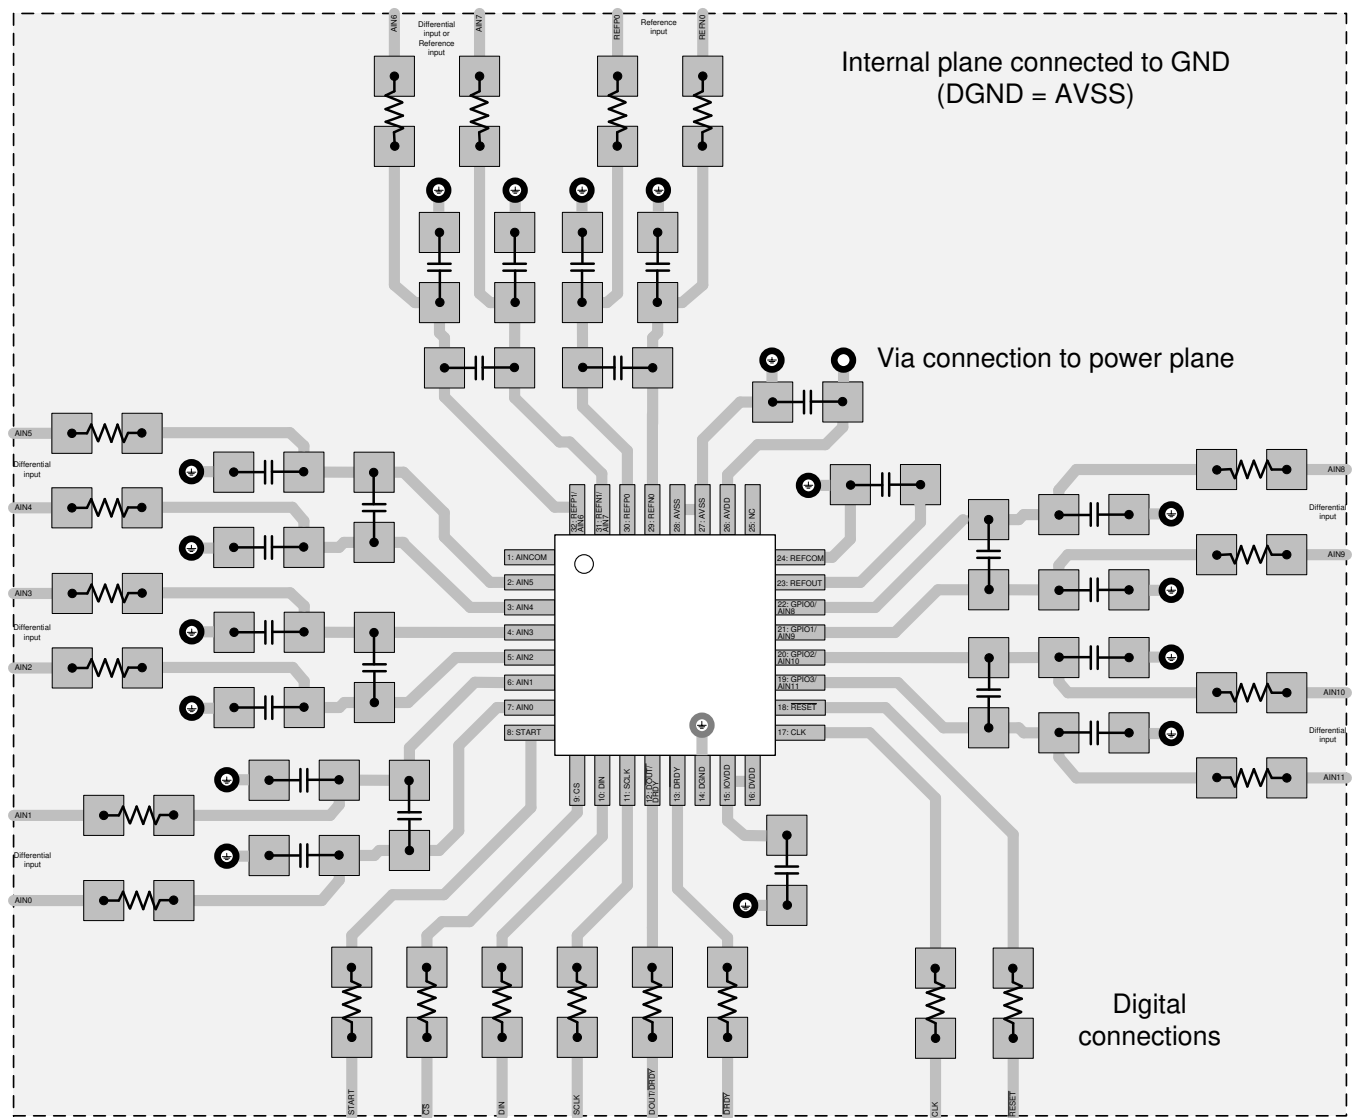 AIN6
Differential
input or
Reference
input
AIN7
REFP0
Reference
input
REFN0
Internal plane connected to GND
(DGND = AVSS)
Via connection to power plane
AIN5
Differential
input
AIN4
AIN3
Differential
input
AIN2
AIN1
Differential
input
AIN0
AIN8
Differential
input
AIN9
AIN10
Differential
input
AIN11
32: REFP1/
AIN6
31: REFN1/
AIN7
30: REFP0
29: REFN0
28: AVSS
27: AVSS
26: AVDD
25: NC
1: AINCOM
2: AIN5
3: AIN4
4: AIN3
5: AIN2
6: AIN1
7: AIN0
8: START
24: REFCOM
23: REFOUT
22: GPIO0/
AIN8
21: GPIO1/
AIN9
20: GPIO2/
AIN10
19: GPIO3/
AIN11
18: RESET
17: CLK
9: CS
10: DIN
11: SCLK
12: DOUT/
DRDY
13: DRDY
14: DGND
15: IOVDD
16: DVDD
START
CS
DIN
SCLK
DOUT/DRDY
DRDY
CLK
RESET
Digital
connections